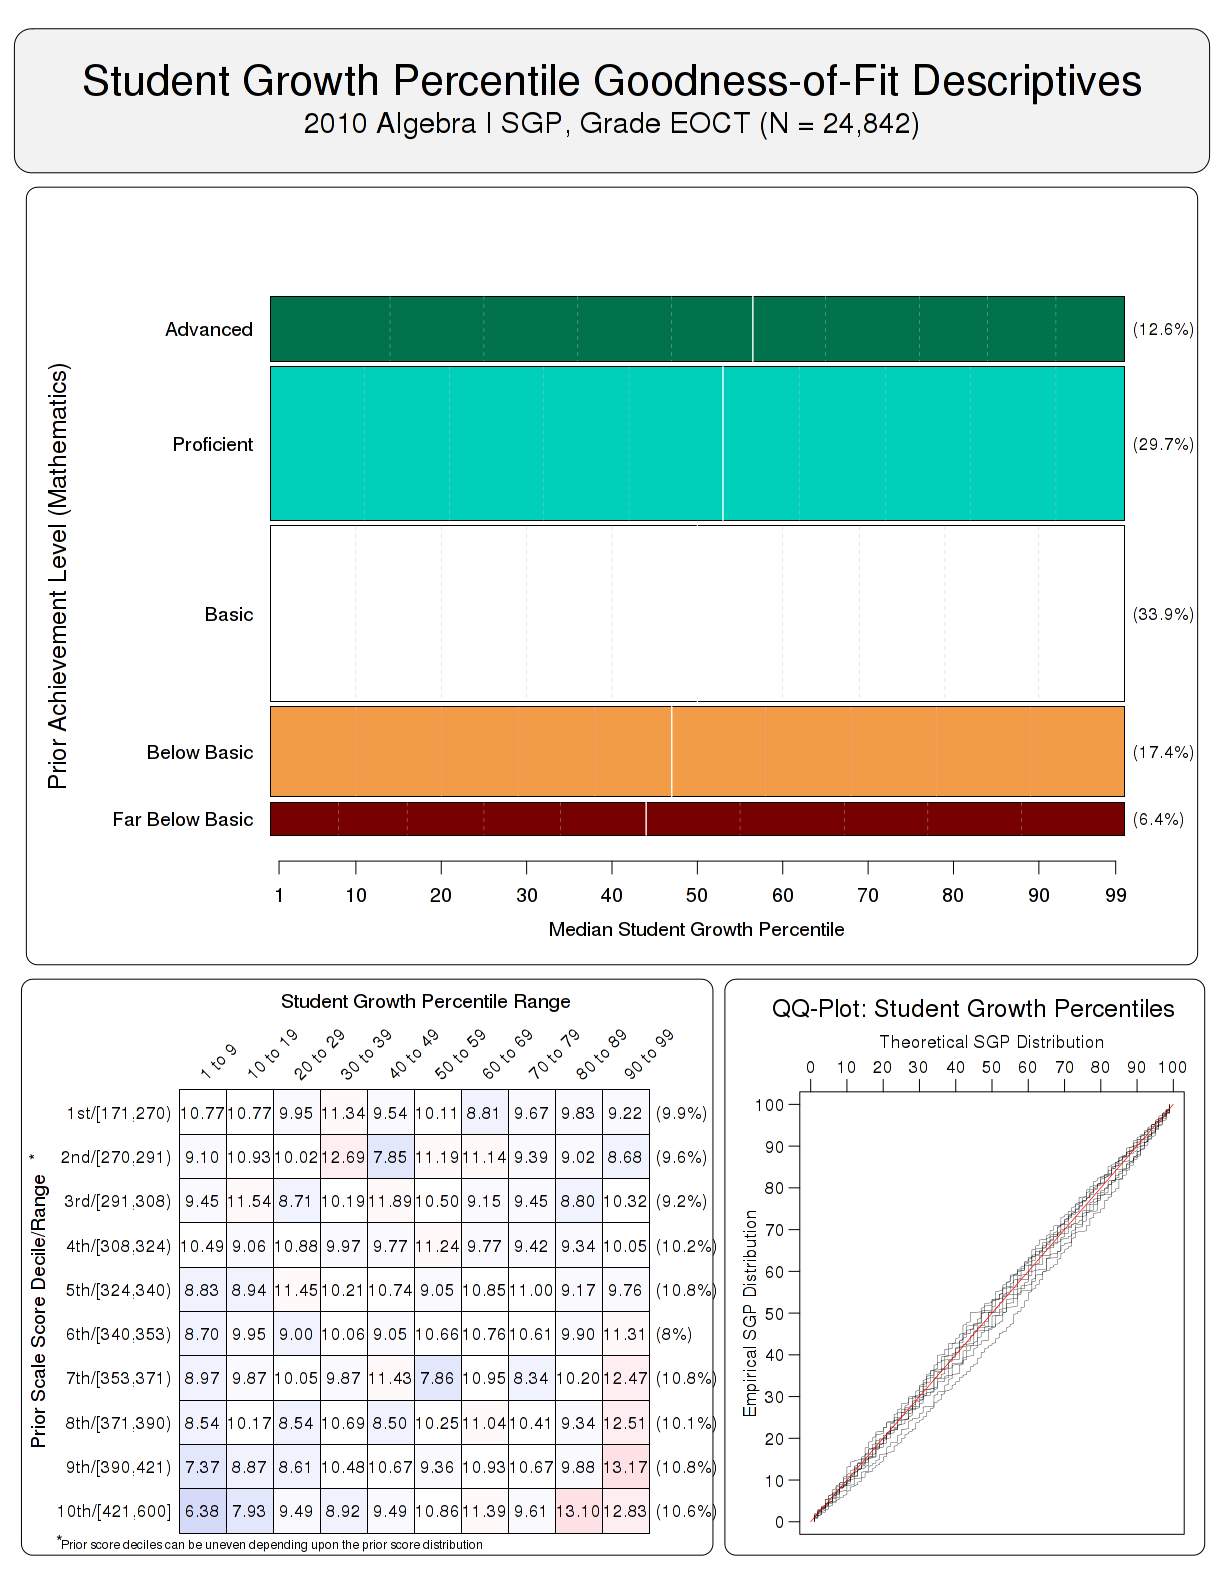 Student Growth Percentile Goodness-of-Fit Descriptives
2010 Algebra I SGP, Grade EOCT (N = 24,842)
Prior Achievement Level (Mathematics)
Advanced (12.6%)
Proficient (29.7%)
Basic (33.9%)
Below Basic (17.4%)
Far Below Basic (6.4%)
1 10 20 30 40 50 60 70 80 90 99
Median Student Growth Percentile
Student Growth Percentile Range
1 to 9 10 to 19 20 to 29 30 to 39 40 to 49 50 to 59 60 to 69 70 to 79 80 to 89 90 to 99
Prior Scale Score Decile/Range *
1st/[171,270) 10.77 10.77 9.95 11.34 9.54 10.11 8.81 9.67 9.83 9.22 (9.9%)
2nd/[270,291) 9.10 10.93 10.02 12.69 7.85 11.19 11.14 9.39 9.02 8.68 (9.6%)
3rd/[291,308) 9.45 11.54 8.71 10.19 11.89 10.50 9.15 9.45 8.80 10.32 (9.2%)
4th/[308,324) 10.49 9.06 10.88 9.97 9.77 11.24 9.77 9.42 9.34 10.05 (10.2%)
5th/[324,340) 8.83 8.94 11.45 10.21 10.74 9.05 10.85 11.00 9.17 9.76 (10.8%)
6th/[340,353) 8.70 9.95 9.00 10.06 9.05 10.66 10.76 10.61 9.90 11.31 (8%)
7th/[353,371) 8.97 9.87 10.05 9.87 11.43 7.86 10.95 8.34 10.20 12.47 (10.8%)
8th/[371,390) 8.54 10.17 8.54 10.69 8.50 10.25 11.04 10.41 9.34 12.51 (10.1%)
9th/[390,421) 7.37 8.87 8.61 10.48 10.67 9.36 10.93 10.67 9.88 13.17 (10.8%)
10th/[421,600] 6.38 7.93 9.49 8.92 9.49 10.86 11.39 9.61 13.10 12.83 (10.6%)
*Prior score deciles can be uneven depending upon the prior score distribution
QQ-Plot: Student Growth Percentiles
Theoretical SGP Distribution
0 10 20 30 40 50 60 70 80 90 100
Empirical SGP Distribution
100
90
80
70
60
50
40
30
20
10
0